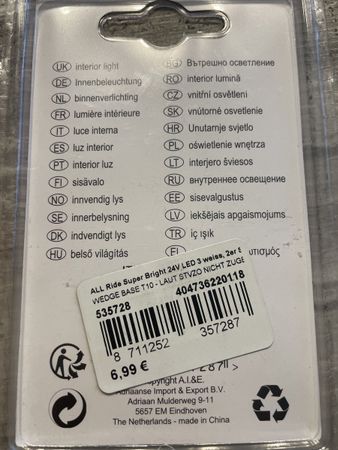 UK interior light
DE Innenbeleuchtung
NL binnenverlichting
FR lumière intérieure
IT luce interna
ES luz interior
PT interior luz
FI sisävalo
NO innvendig lys
SE innerbelysning
DK indvendigt lys
HU belső világítás
BG Вътрешно осветление
RO interior lumină
CZ vnitřní osvětlení
SK vnútorné osvetlenie
HR Unutarnje svjetlo
PL oświetlenie wnętrza
LT interjero šviesos
RU внутреннее освещение
EE sisevalgustus
LV iekšējais apgaismojums
TR iç ışık
EL
ALL Ride Super Bright 24V LED 3 weiss, 2er
WEDGE BASE T10 - LAUT STVZO NICHT ZUGE
535728 404736220118
8 711252 357287
6,99 €
Copyright A.I.&E.
Adriaanse Import & Export B.V.
Adriaan Mulderweg 9-11
5657 EM Eindhoven
The Netherlands - made in China